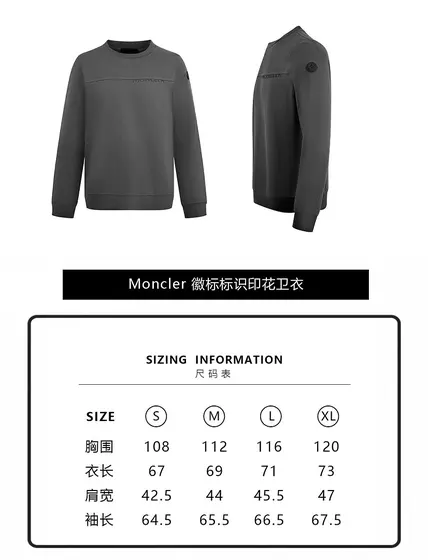 Moncler 徽标标识印花卫衣
SIZING INFORMATION
尺码表
SIZE S M L XL
胸围 108 112 116 120
衣长 67 69 71 73
肩宽 42.5 44 45.5 47
袖长 64.5 65.5 66.5 67.5